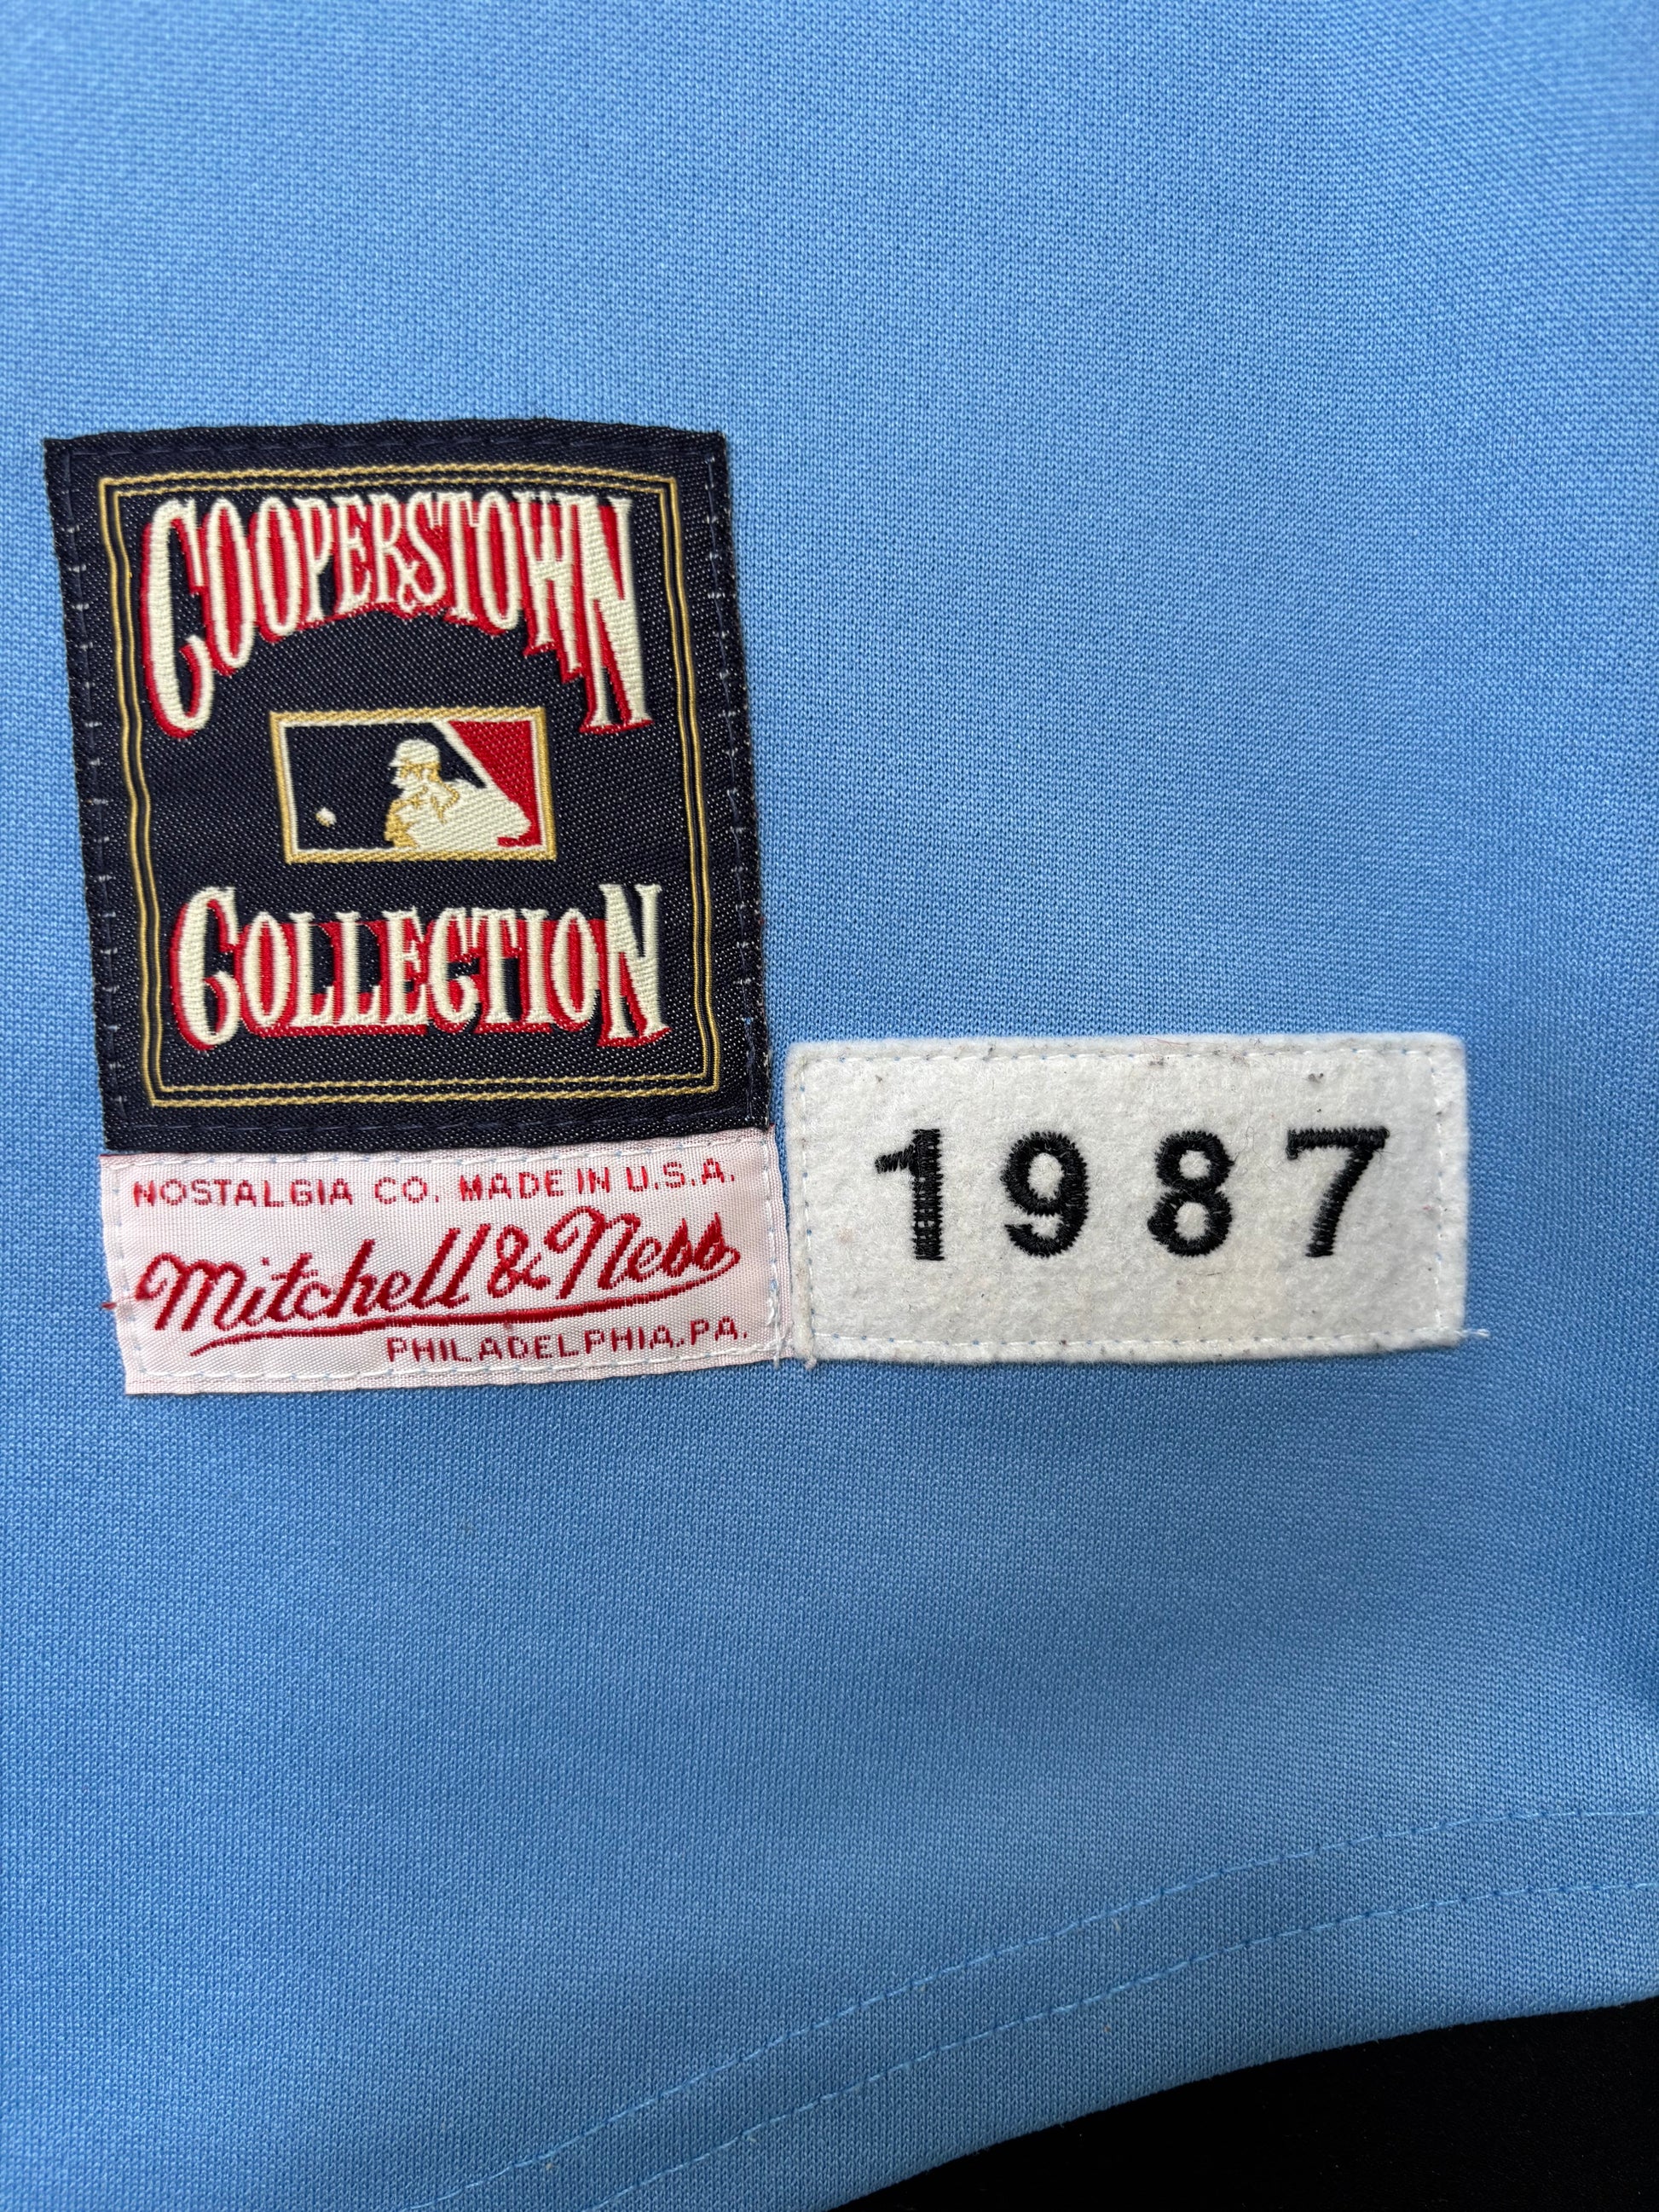 COOPERSTOWN
COLLECTION
NOSTALGIA CO. MADE IN U.S.A.
Mitchell & Ness
PHILADELPHIA, PA.
1987